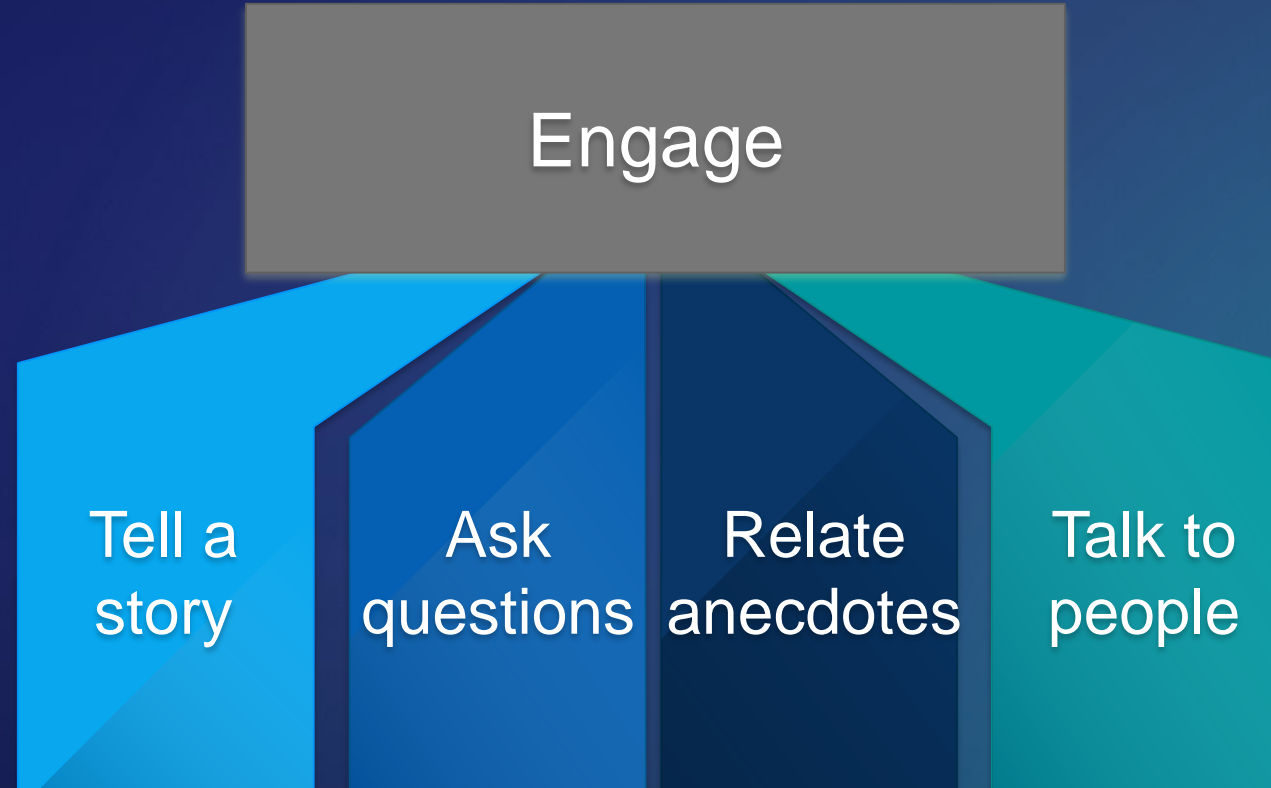 Engage
Tell a
story
Ask
questions
Relate
anecdotes
Talk to
people